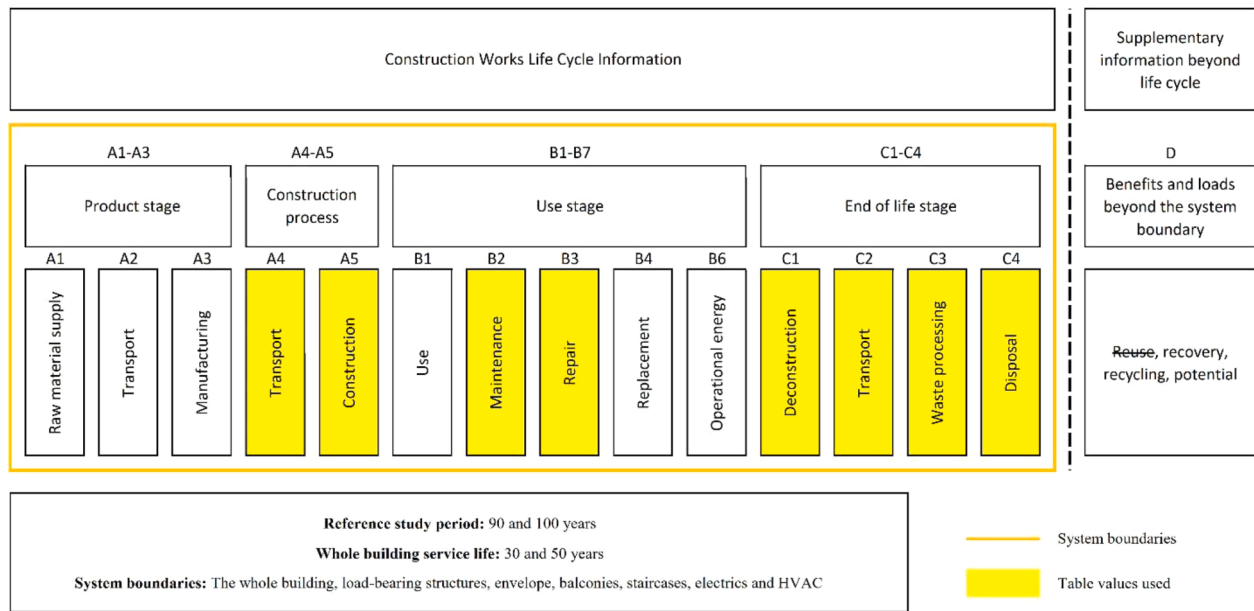 Construction Works Life Cycle Information
Supplementary
information beyond
life cycle
A1-A3
A4-A5
B1-B7
C1-C4
D
Product stage
Construction
process
Use stage
End of life stage
Benefits and loads
beyond the system
boundary
A1
A2
A3
A4
A5
B1
B2
B3
B4
B6
C1
C2
C3
C4
Raw material supply
Transport
Manufacturing
Transport
Construction
Use
Maintenance
Repair
Replacement
Operational energy
Deconstruction
Transport
Waste processing
Disposal
Reuse, recovery,
recycling, potential
Reference study period: 90 and 100 years
Whole building service life: 30 and 50 years
System boundaries: The whole building, load-bearing structures, envelope, balconies, staircases, electrics and HVAC
System boundaries
Table values used